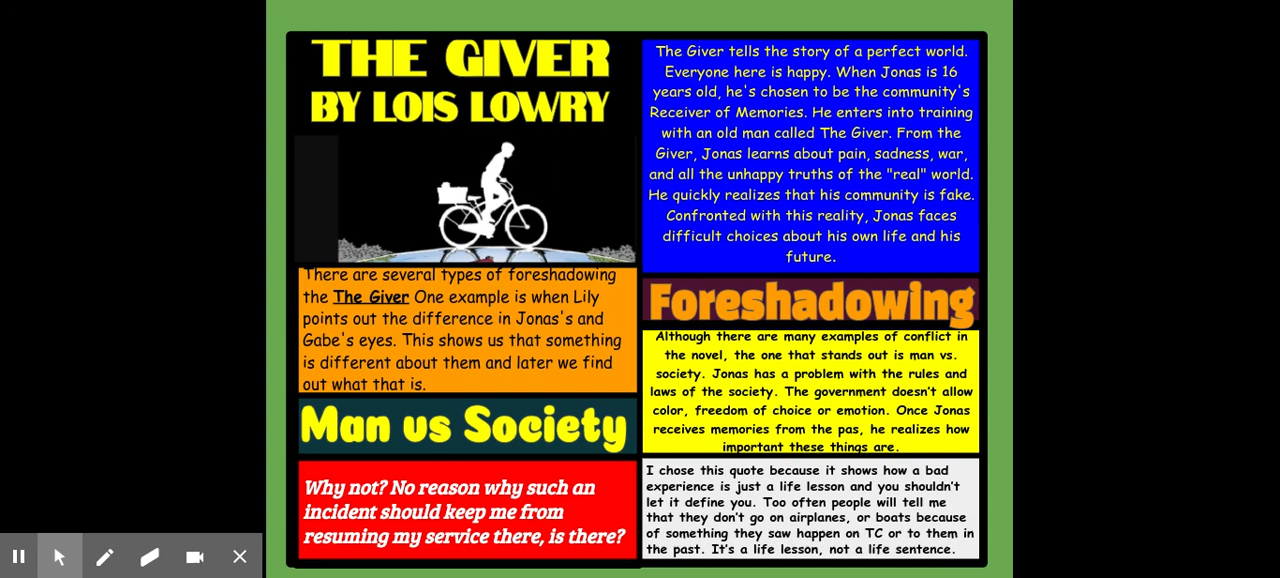 THE GIVER
BY LOIS LOWRY
The Giver tells the story of a perfect world.
Everyone here is happy. When Jonas is 16
years old, he's chosen to be the community's
Receiver of Memories. He enters into training
with an old man called The Giver. From the
Giver, Jonas learns about pain, sadness, war,
and all the unhappy truths of the "real" world.
He quickly realizes that his community is fake.
Confronted with this reality, Jonas faces
difficult choices about his own life and his
future.
There are several types of foreshadowing
the The Giver One example is when Lily
points out the difference in Jonas's and
Gabe's eyes. This shows us that something
is different about them and later we find
out what that is.
Foreshadowing
Man vs Society
Although there are many examples of conflict in
the novel, the one that stands out is man vs.
society. Jonas has a problem with the rules and
laws of the society. The government doesn't allow
color, freedom of choice or emotion. Once Jonas
receives memories from the pas, he realizes how
important these things are.
Why not? No reason why such an
incident should keep me from
resuming my service there, is there?
I chose this quote because it shows how a bad
experience is just a life lesson and you shouldn't
let it define you. Too often people will tell me
that they don't go on airplanes, or boats because
of something they saw happen on TC or to them in
the past. It's a life lesson, not a life sentence.